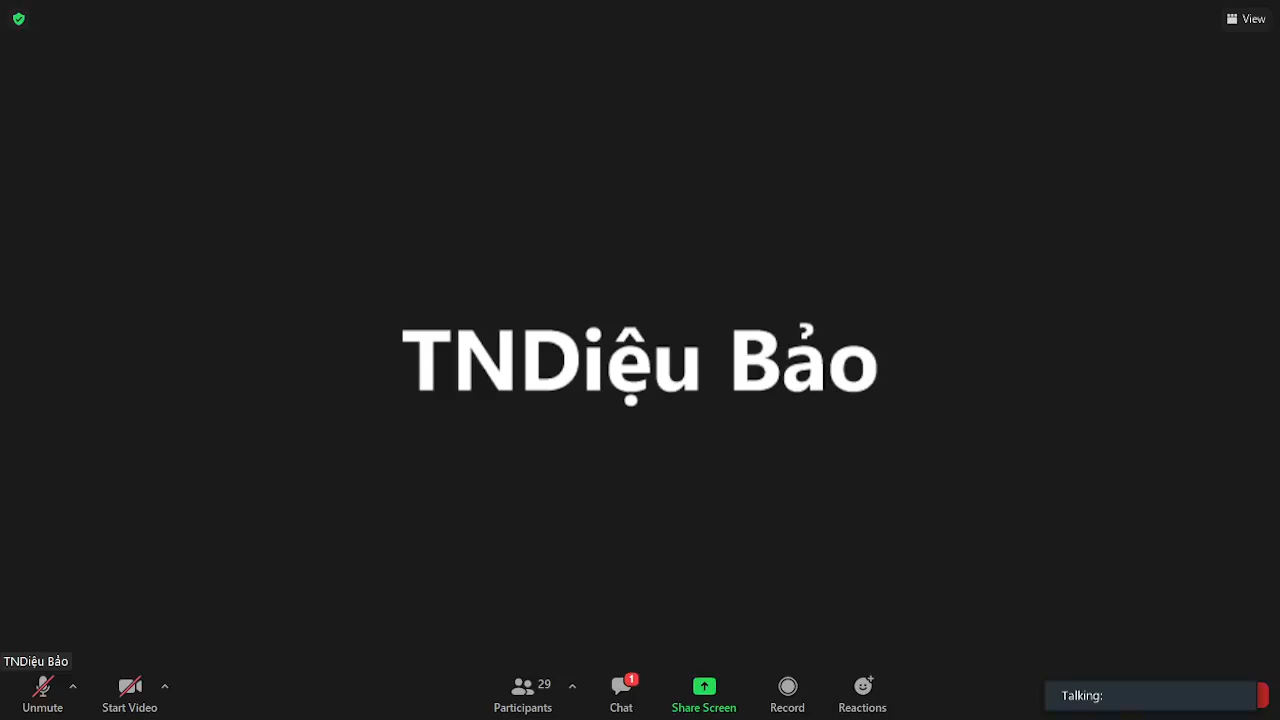 View
TNDiệu Bảo
TNDiệu Bảo
Unmute
Start Video
29
Participants
1
Chat
Share Screen
Record
Reactions
Talking: